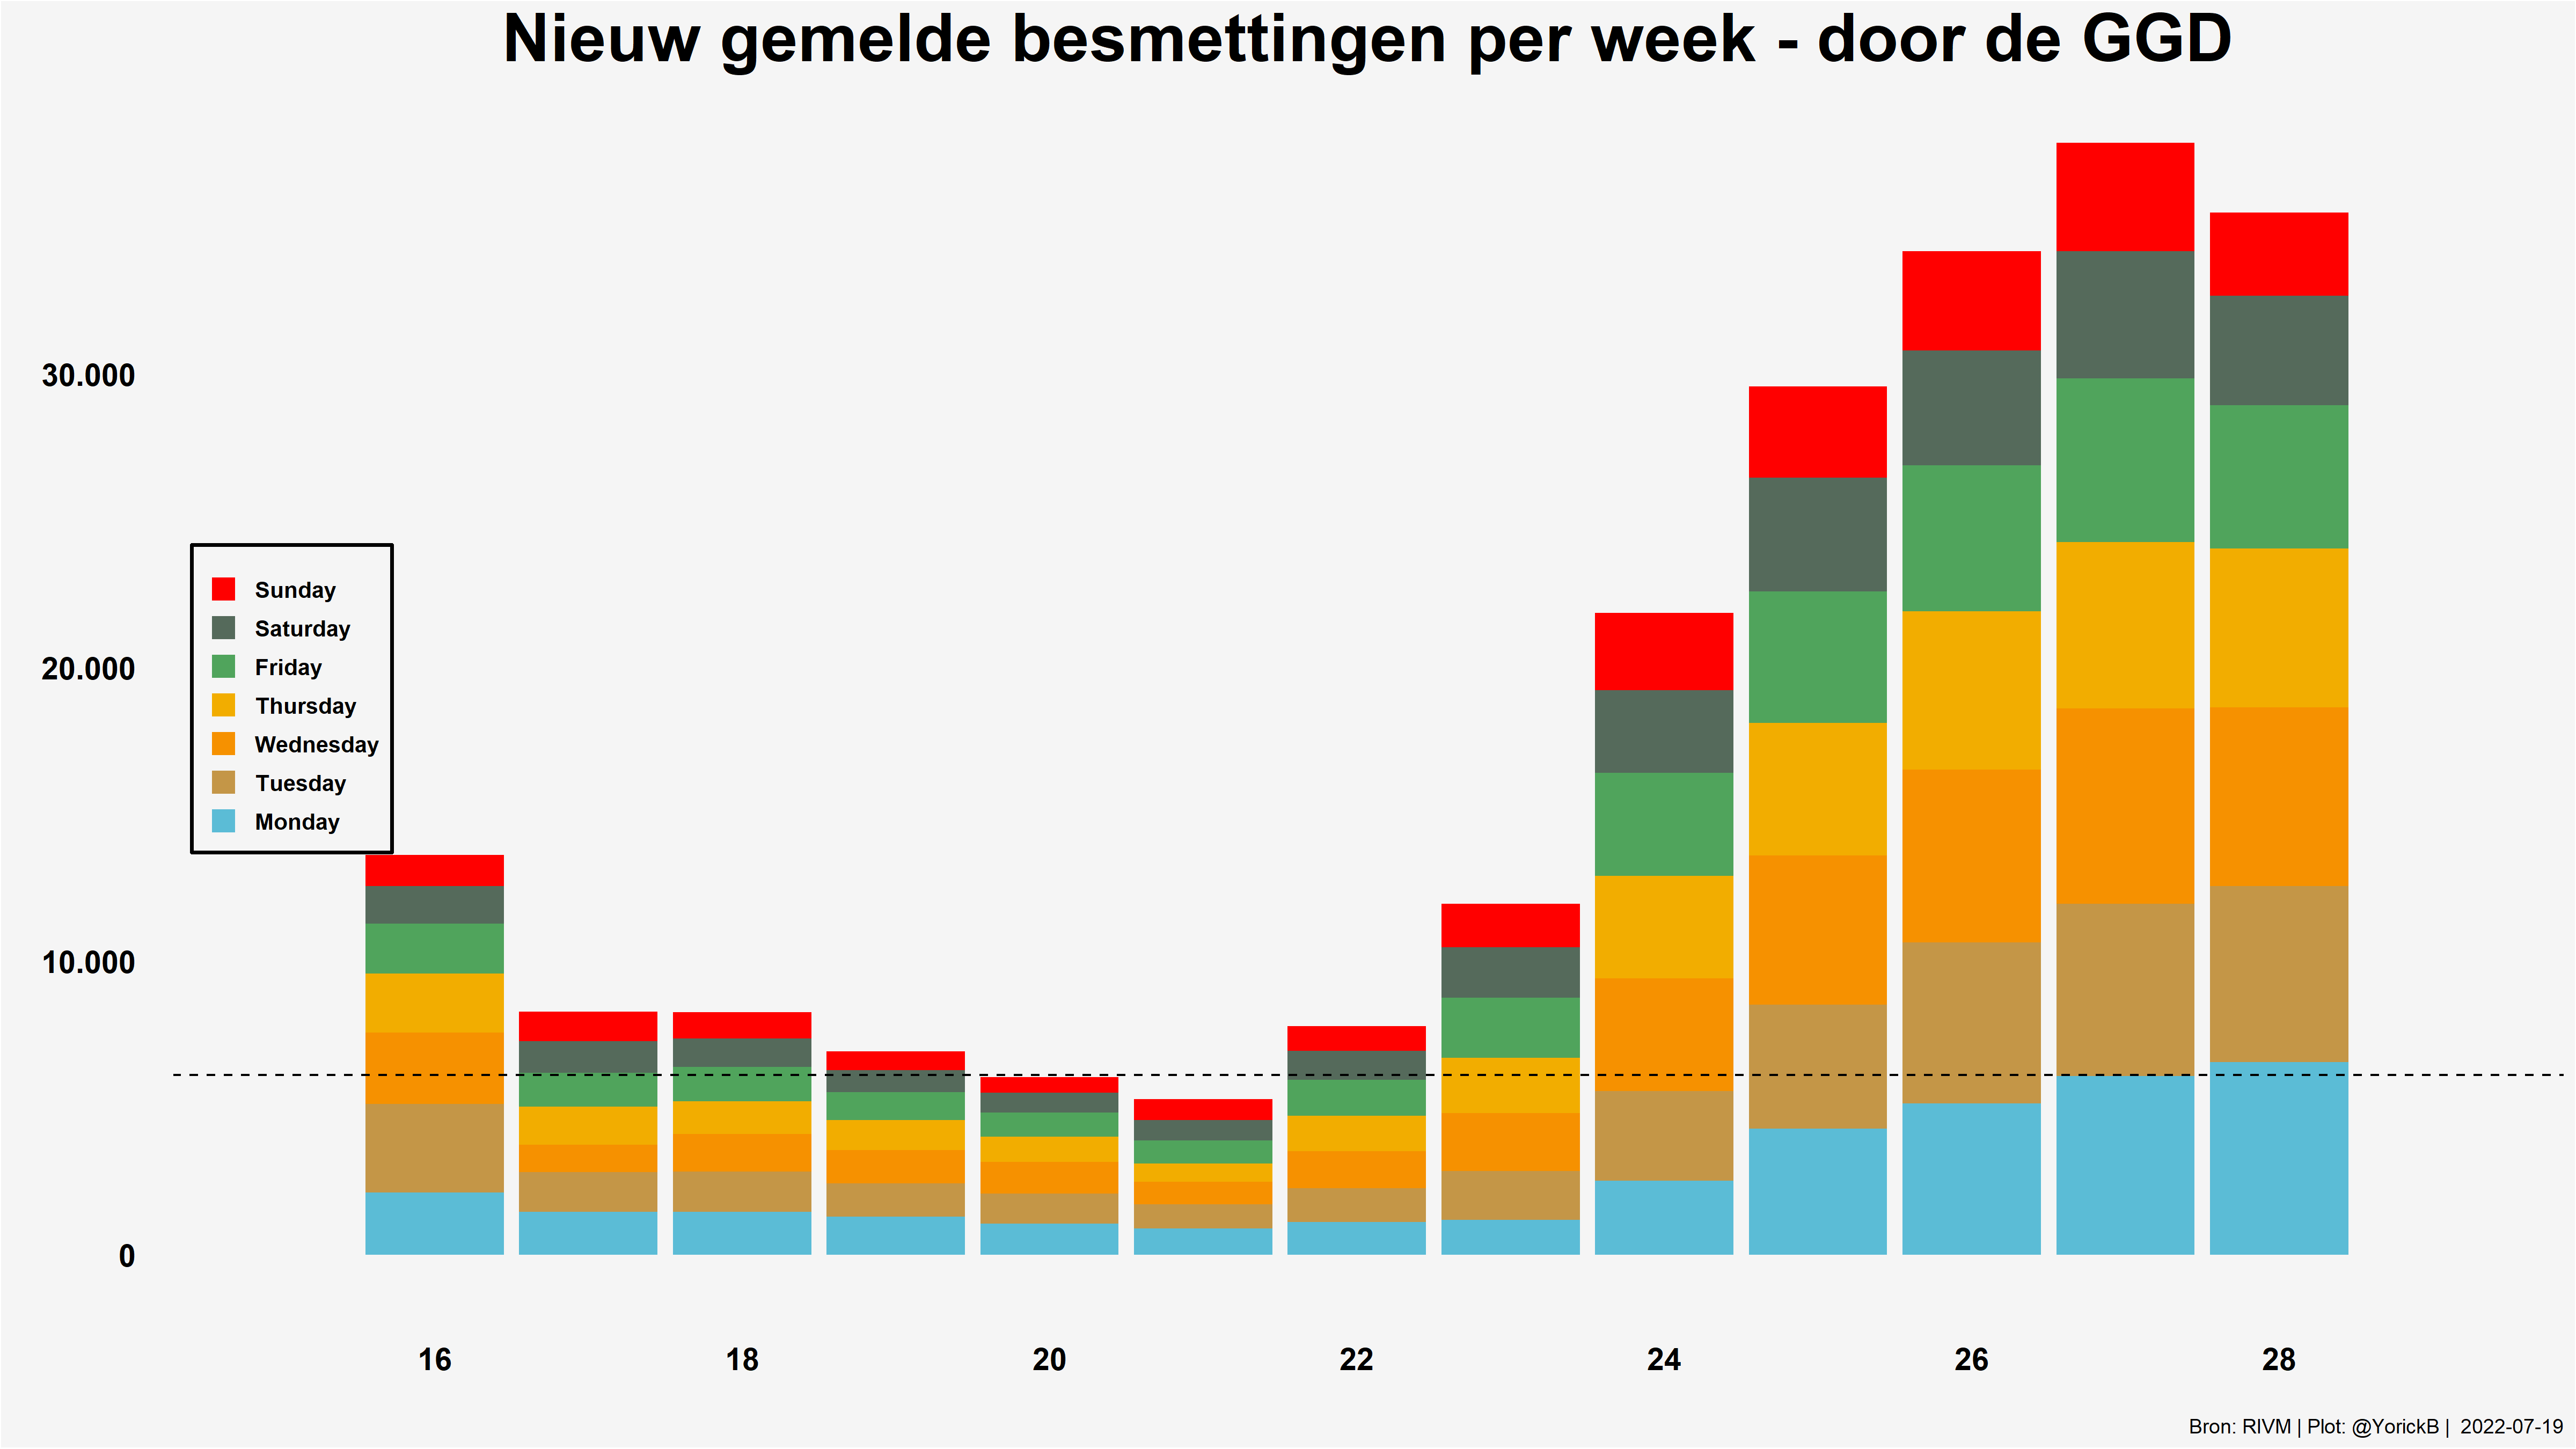 Nieuw gemelde besmettingen per week - door de GGD
30.000
20.000
10.000
0
Sunday
Saturday
Friday
Thursday
Wednesday
Tuesday
Monday
16 18 20 22 24 26 28
Bron: RIVM | Plot: @YorickB | 2022-07-19